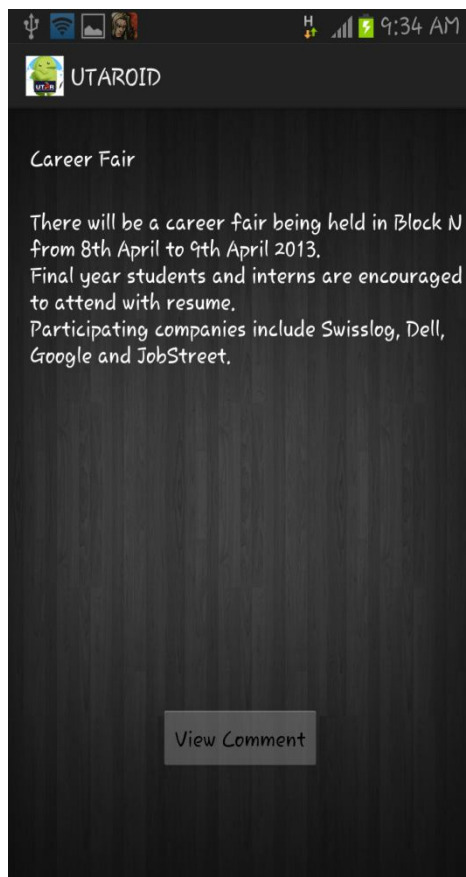 H
9:34 AM
UTAR
UTAROID
Career Fair
There will be a career fair being held in Block N
from 8th April to 9th April 2013.
Final year students and interns are encouraged
to attend with resume.
Participating companies include Swisslog, Dell,
Google and JobStreet.
View Comment